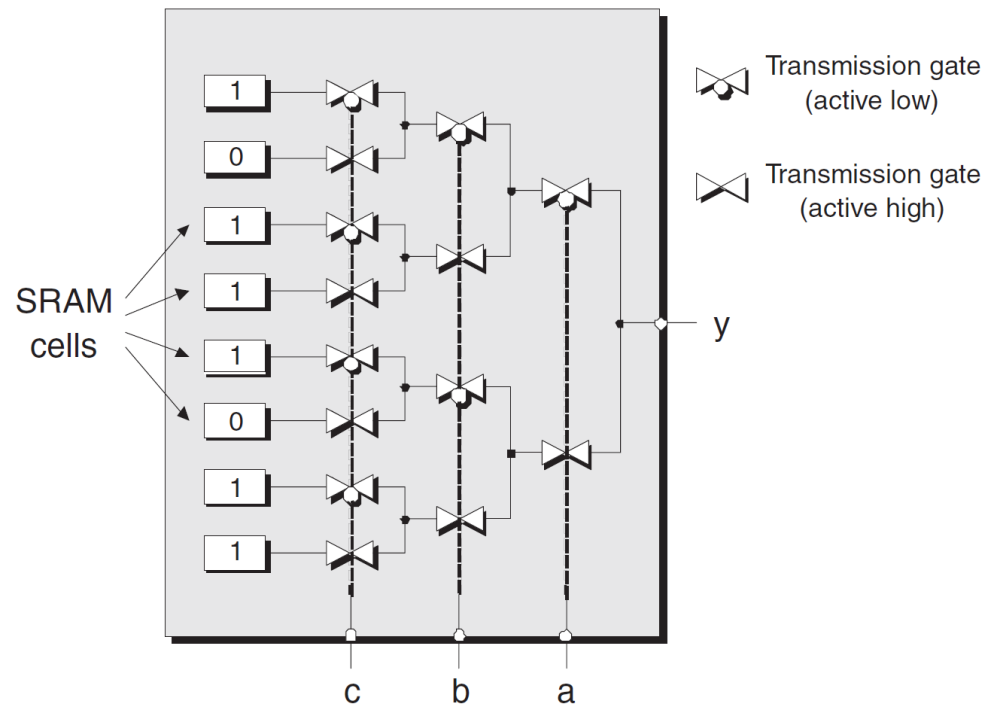 Transmission gate
(active low)
Transmission gate
(active high)
SRAM
cells
1
0
1
1
1
0
1
1
y
c
b
a